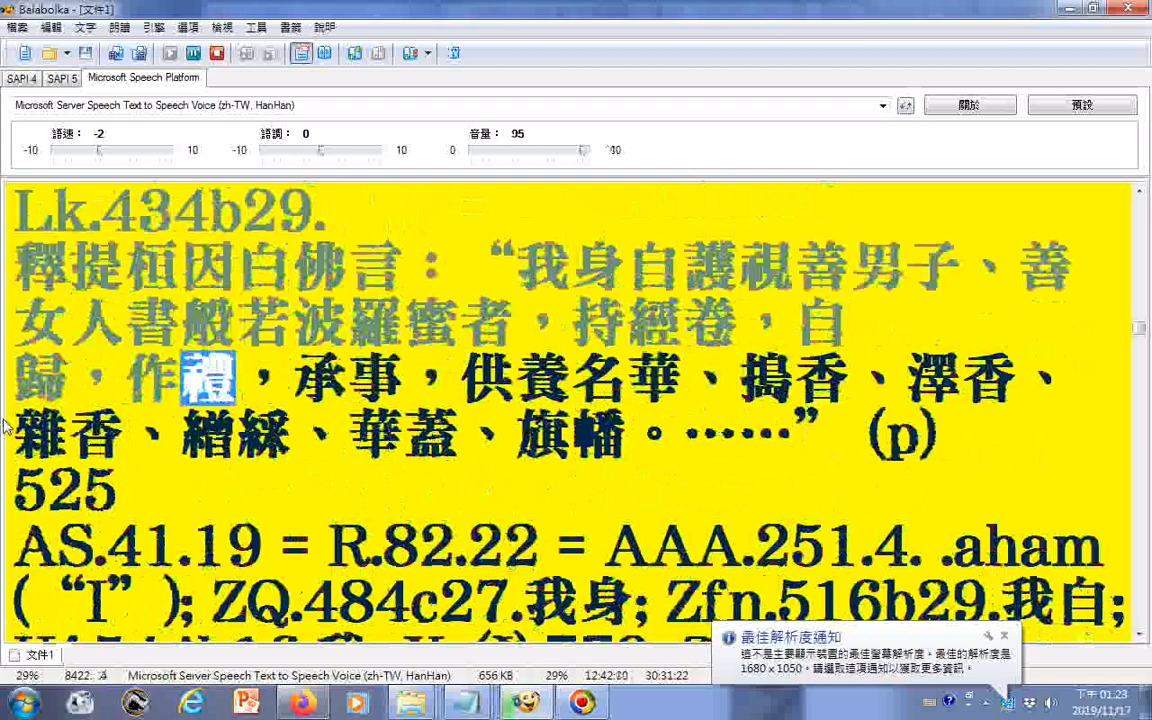 Balabolka - [文件1]
檔案 編輯 文字 朗讀 引擎 選項 檢視 工具 書籤 說明
SAPI 4 SAPI 5 Microsoft Speech Platform
Microsoft Server Speech Text to Speech Voice (zh-TW, HanHan) 關於 預設
語速： -2 語調： 0 音量： 95
-10 10 -10 10 0 100
Lk.434b29.
釋提桓因白佛言：“我身自護視善男子、善
女人書般若波羅蜜者，持經卷，自
歸，作禮，承事，供養名華、搗香、澤香、
雜香、繒綵、華蓋、旗幡。……” (p)
525
AS.41.19 = R.82.22 = AAA.251.4. .aham
(“I”); ZQ.484c27.我身; Zfn.516b29.我自;
最佳解析度通知
這不是主要顯示裝置的最佳螢幕解析度。最佳的解析度是
1680 x 1050。請選取這項通知以獲取更多資訊。
文件1
29% Microsoft Server Speech Text to Speech Voice (zh-TW, HanHan) 656 KB 29% 30:31:22
下午 01:23
2019/11/17